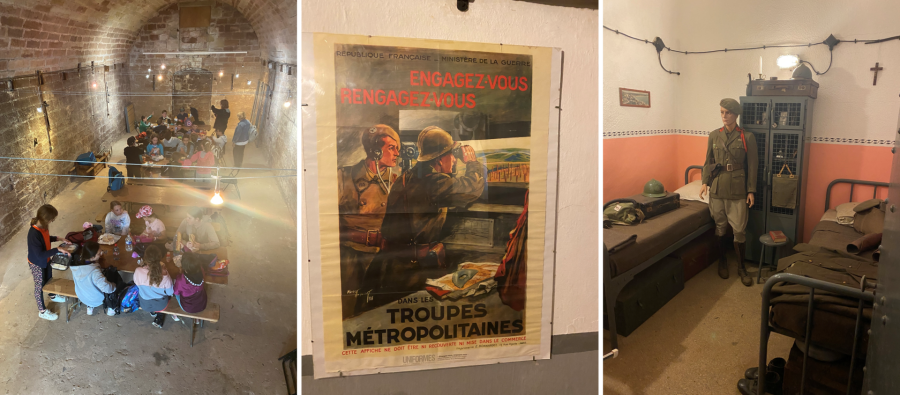 RÉPUBLIQUE FRANÇAISE - MINISTÈRE DE LA GUERRE
ENGAGEZ-VOUS
RENGAGEZ-VOUS
DANS LES
TROUPES
MÉTROPOLITAINES
CETTE AFFICHE NE DOIT ÊTRE NI RECOUVERTE NI MISE DANS LE COMMERCE
UNIFORMES